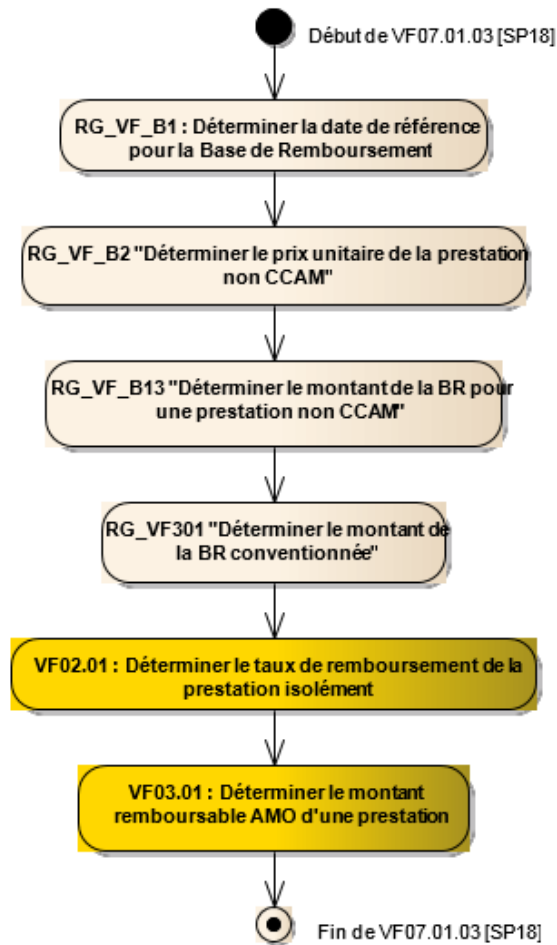 Début de VF07.01.03 [SP18]
RG_VF_B1 : Déterminer la date de référence
pour la Base de Remboursement
RG_VF_B2 "Déterminer le prix unitaire de la prestation
non CCAM"
RG_VF_B13 "Déterminer le montant de la BR pour
une prestation non CCAM"
RG_VF301 "Déterminer le montant de
la BR conventionnée"
VF02.01 : Déterminer le taux de remboursement de la
prestation isolément
VF03.01 : Déterminer le montant
remboursable AMO d'une prestation
Fin de VF07.01.03 [SP18]